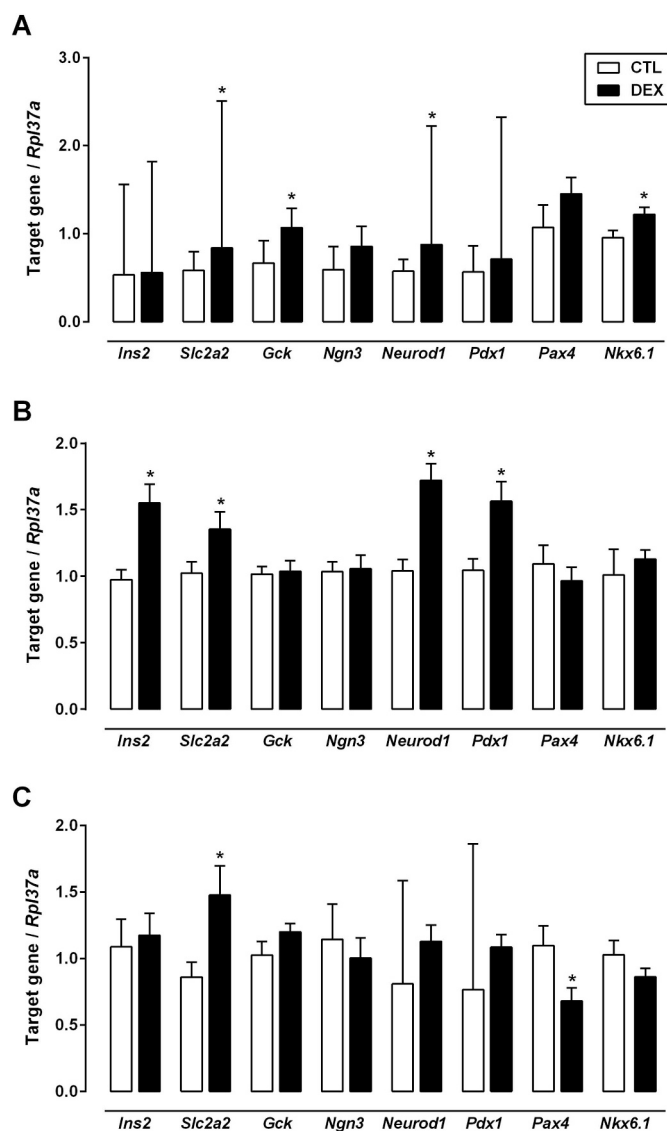 A
3.0
2.0
1.0
0.0
Target gene / Rpl37a
CTL
DEX
*
*
*
*
Ins2 Slc2a2 Gck Ngn3 Neurod1 Pdx1 Pax4 Nkx6.1
B
2.0
1.5
1.0
0.5
0.0
Target gene / Rpl37a
*
*
*
*
Ins2 Slc2a2 Gck Ngn3 Neurod1 Pdx1 Pax4 Nkx6.1
C
2.0
1.5
1.0
0.5
0.0
Target gene / Rpl37a
*
*
Ins2 Slc2a2 Gck Ngn3 Neurod1 Pdx1 Pax4 Nkx6.1